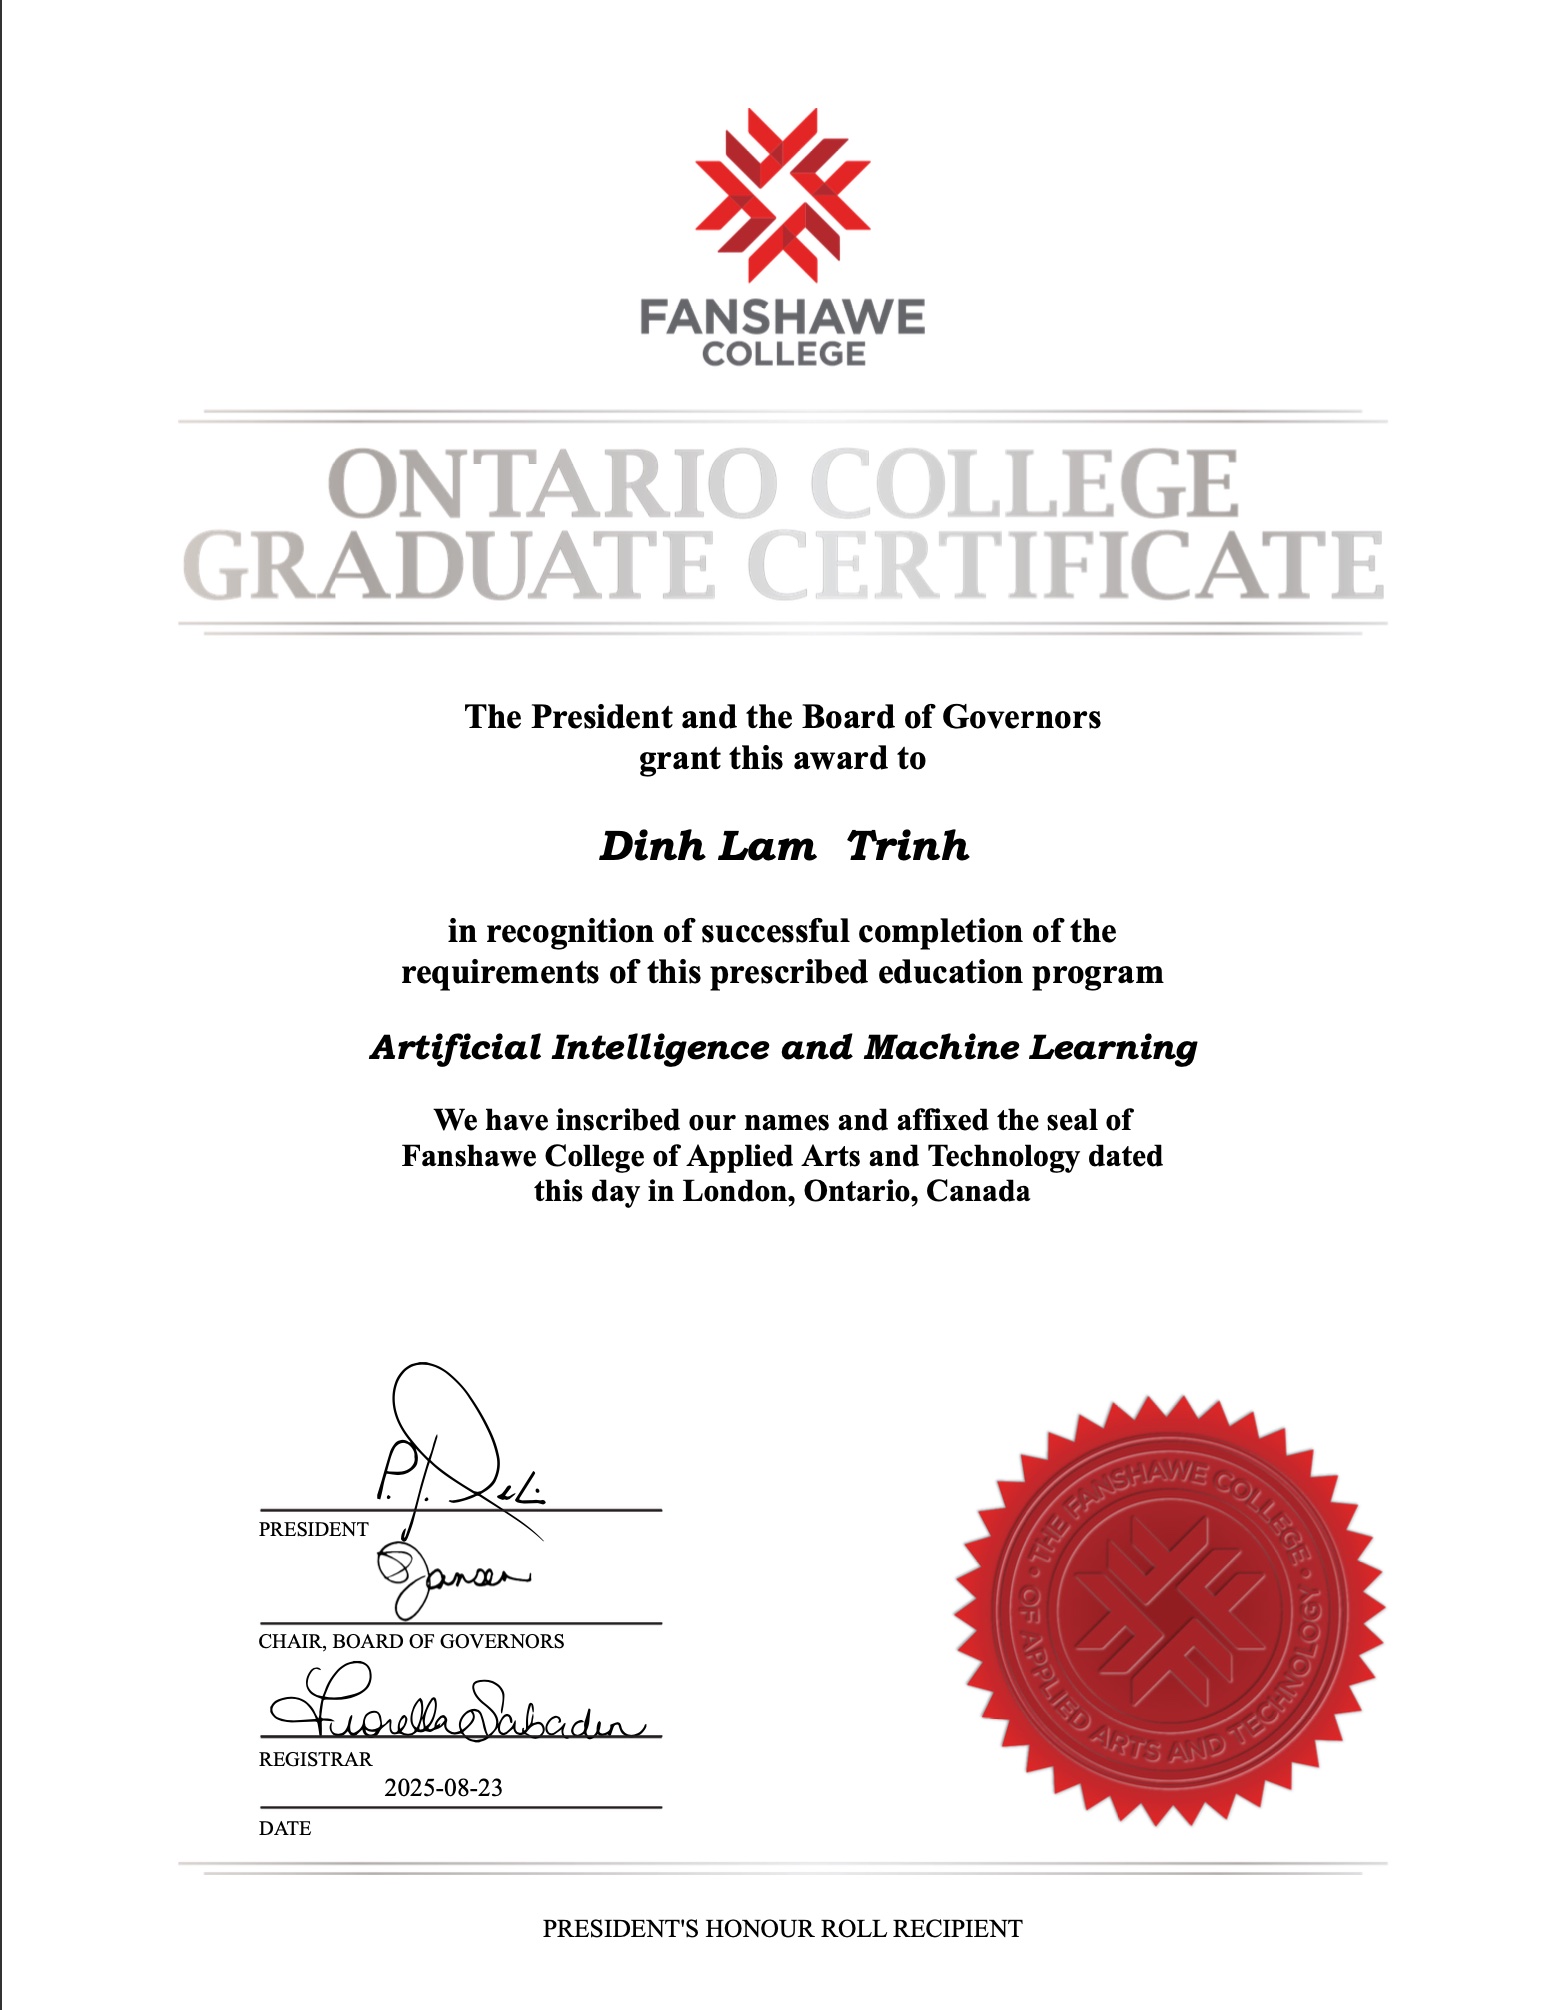 FANSHAWE
COLLEGE
ONTARIO COLLEGE
GRADUATE CERTIFICATE
The President and the Board of Governors
grant this award to
Dinh Lam  Trinh
in recognition of successful completion of the
requirements of this prescribed education program
Artificial Intelligence and Machine Learning
We have inscribed our names and affixed the seal of
Fanshawe College of Applied Arts and Technology dated
this day in London, Ontario, Canada
PRESIDENT
Jansen
CHAIR, BOARD OF GOVERNORS
Fiorella Sabadin
REGISTRAR
2025-08-23
DATE
• THE FANSHAWE COLLEGE •
OF APPLIED ARTS AND TECHNOLOGY
PRESIDENT'S HONOUR ROLL RECIPIENT